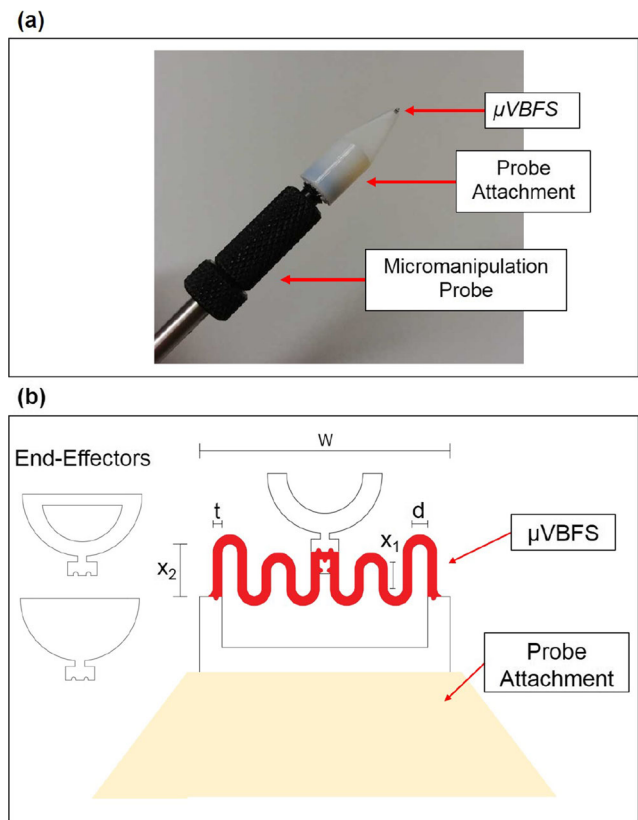 (a)
μVBFS
Probe
Attachment
Micromanipulation
Probe
(b)
End-Effectors
W
t
d
x₁
x₂
μVBFS
Probe
Attachment